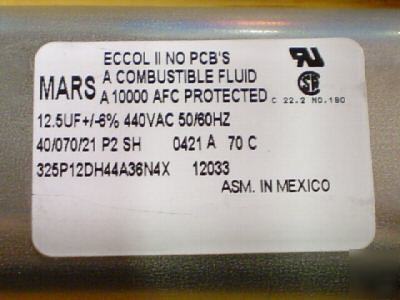 ECCOL II NO PCB'S
MARS A COMBUSTIBLE FLUID
A 10000 AFC PROTECTED
C 22.2 NO.190
12.5UF+/-6% 440VAC 50/60HZ
40/070/21 P2 SH 0421 A 70 C
325P12DH44A36N4X 12033
ASM. IN MEXICO